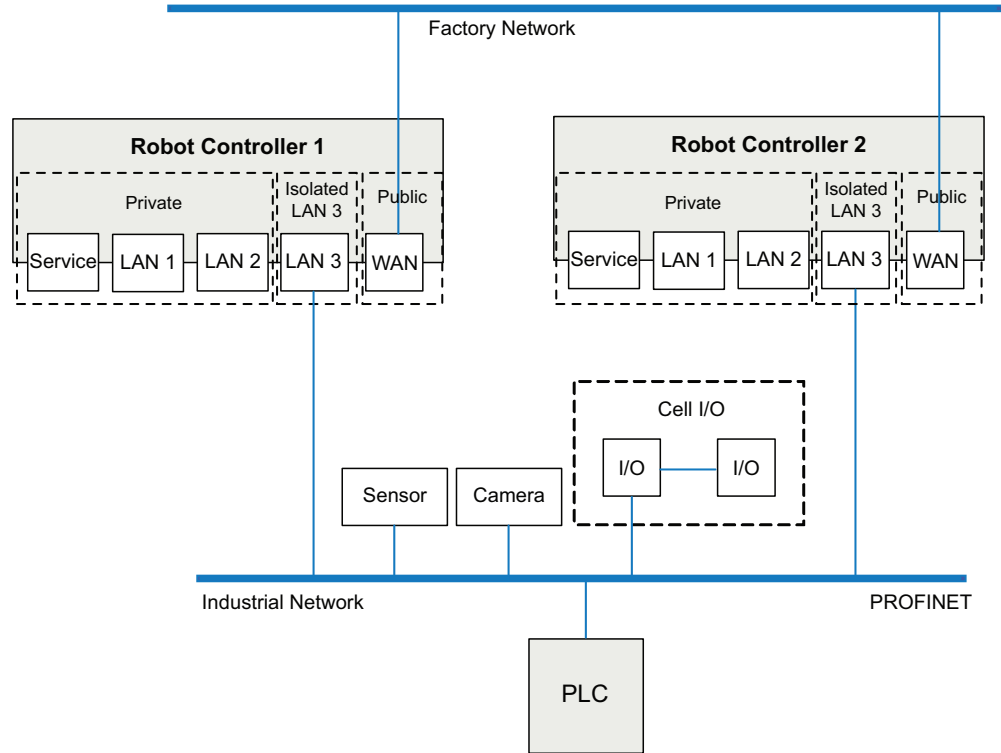 Factory Network
Robot Controller 1
Private
Isolated
LAN 3
Public
Service
LAN 1
LAN 2
LAN 3
WAN
Robot Controller 2
Private
Isolated
LAN 3
Public
Service
LAN 1
LAN 2
LAN 3
WAN
Cell I/O
I/O
I/O
Sensor
Camera
Industrial Network
PROFINET
PLC